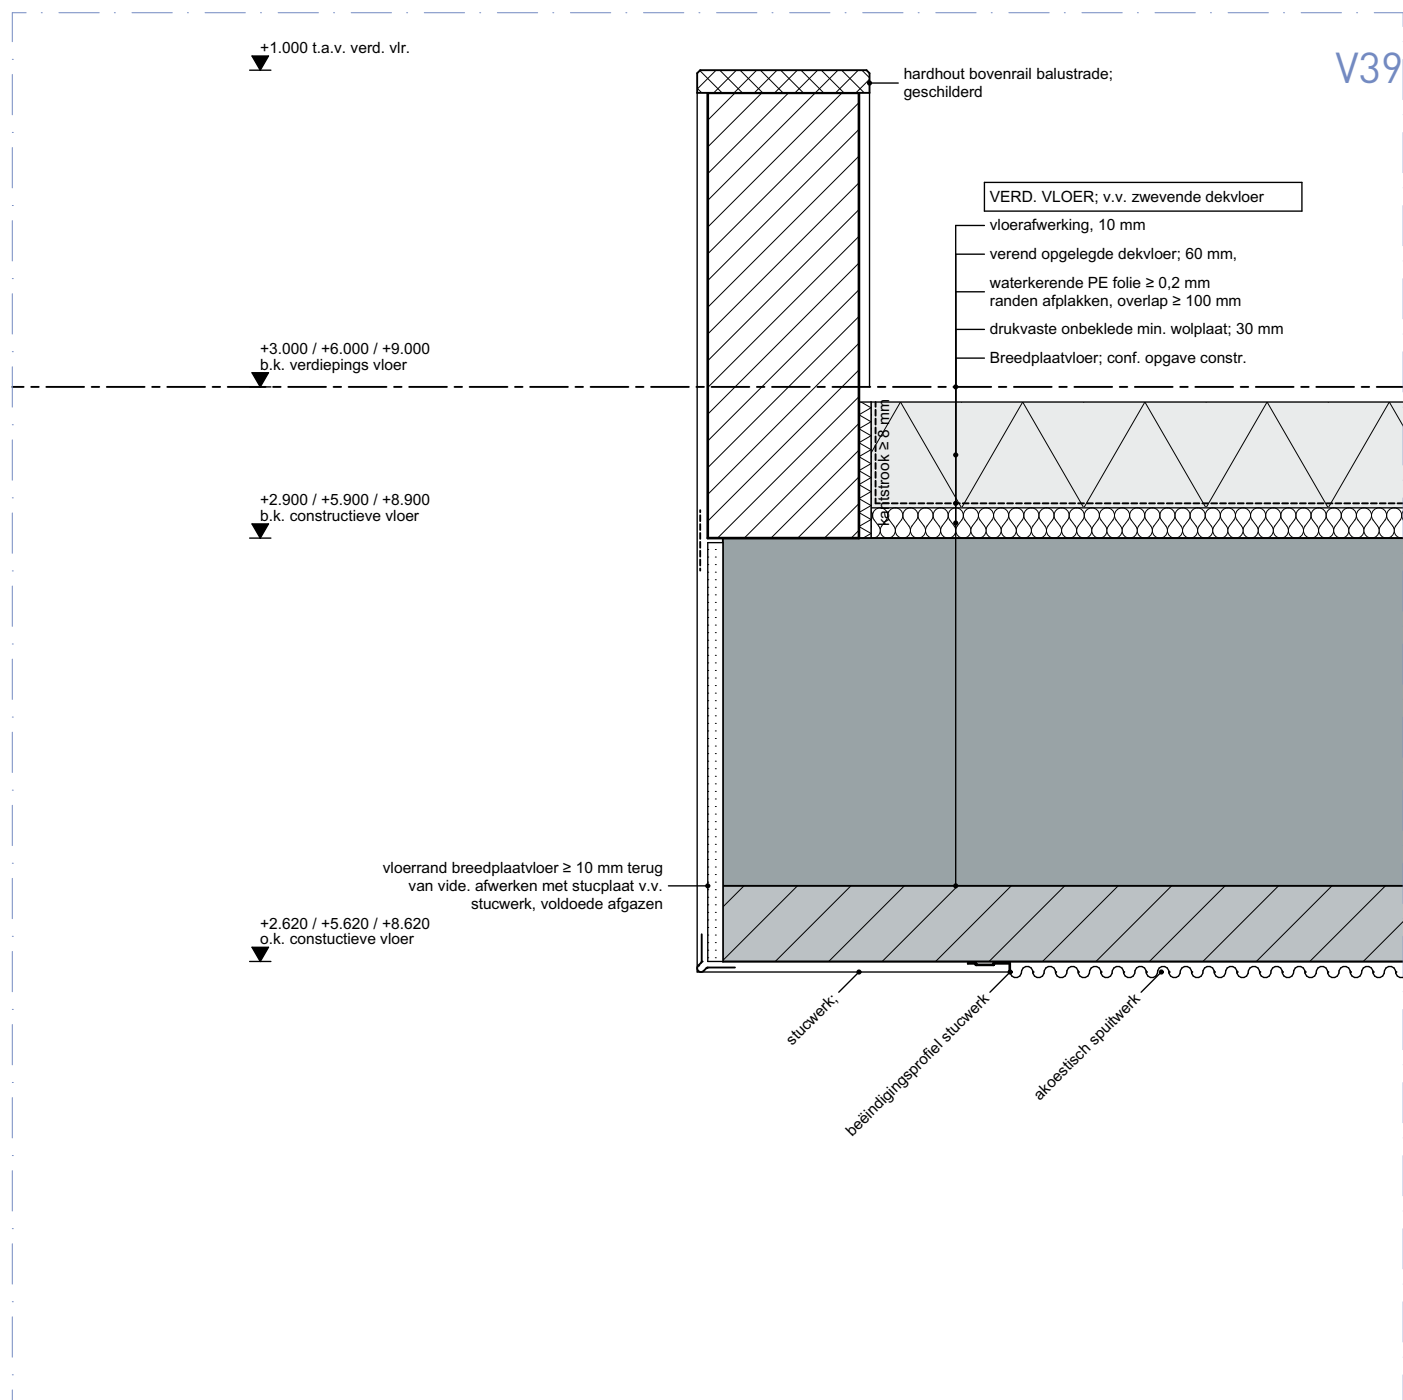 +1.000 t.a.v. verd. vlr.
V39
hardhout bovenrail balustrade;
geschilderd
VERD. VLOER; v.v. zwevende dekvloer
vloerafwerking, 10 mm
verend opgelegde dekvloer; 60 mm,
waterkerende PE folie ≥ 0,2 mm
randen afplakken, overlap ≥ 100 mm
drukvaste onbeklede min. wolplaat; 30 mm
Breedplaatvloer; conf. opgave constr.
+3.000 / +6.000 / +9.000
b.k. verdiepings vloer
kantstrook ≥ 8 mm
+2.900 / +5.900 / +8.900
b.k. constructieve vloer
vloerrand breedplaatvloer ≥ 10 mm terug
van vide. afwerken met stucplaat v.v.
stucwerk, voldoede afgazen
+2.620 / +5.620 / +8.620
o.k. constuctieve vloer
stucwerk;
beëindigingsprofiel stucwerk
akoestisch spuitwerk